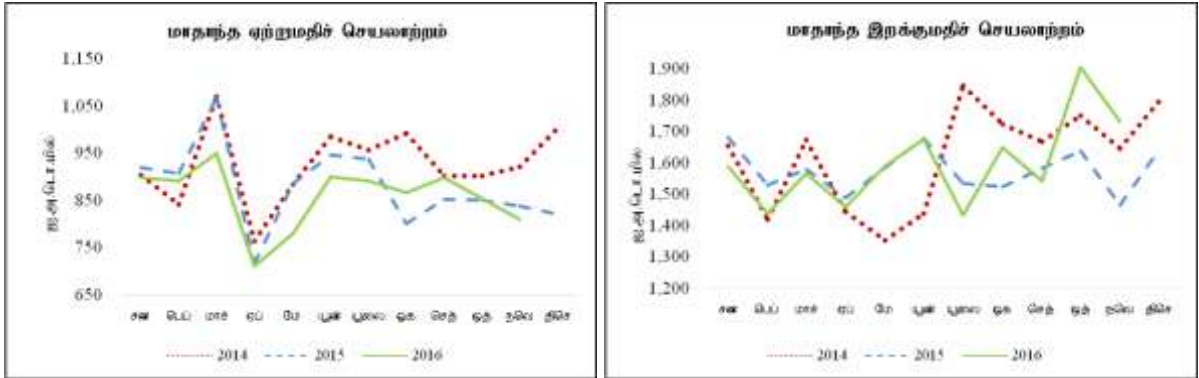 மாதாந்த ஏற்றுமதிச் செயலாற்றம்
1,150
1,050
950
850
750
650
ஐ.அ.டொ.மில்
சன பெப் மார்ச் ஏப் மே யூன் யூலை ஓக செத் ஒத் நவெ திசெ
2014 2015 2016
மாதாந்த இறக்குமதிச் செயலாற்றம்
1,900
1,800
1,700
1,600
1,500
1,400
1,300
1,200
ஐ.அ.டொ.மில்
சன பெப் மார்ச் ஏப் மே யூன் யூலை ஓக செத் ஒத் நவெ திசெ
2014 2015 2016